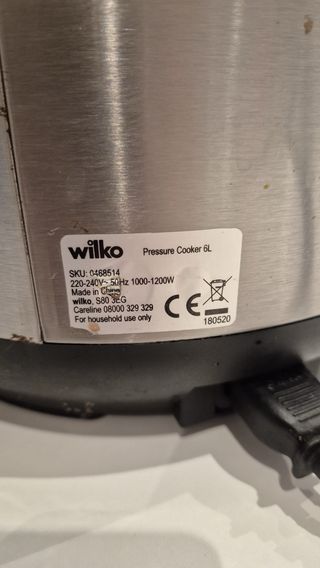 wilko Pressure Cooker 6L
SKU: 0468514
220-240V~ 50Hz 1000-1200W
Made in China
wilko, S80 3EG
Careline 08000 329 329
For household use only
CE
180520